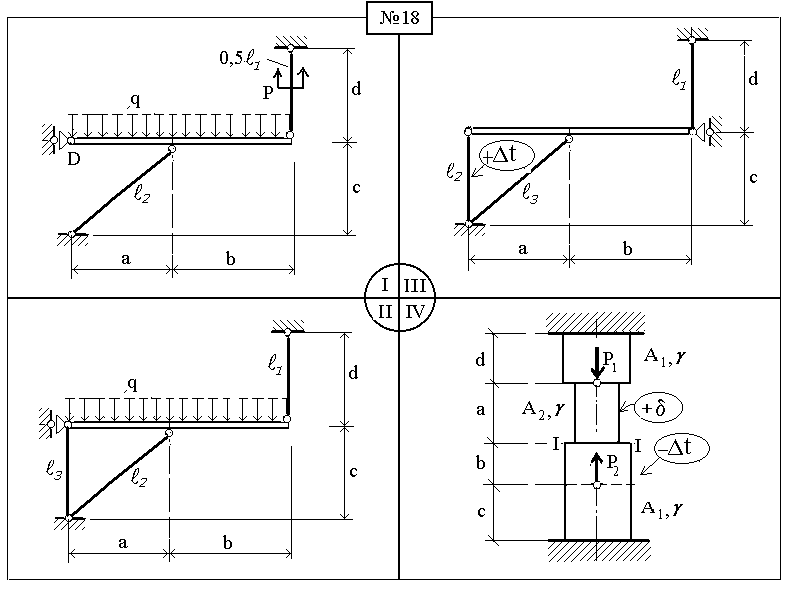 №18
0,5ℓ1
P
q
d
D
ℓ2
c
a
b
ℓ1
d
+Δt
ℓ2
ℓ3
c
a
b
I III
II IV
ℓ1
d
q
ℓ3
ℓ2
c
a
b
d
P1
A1, γ
a
A2, γ
+δ
I
I
b
P2
−Δt
c
A1, γ